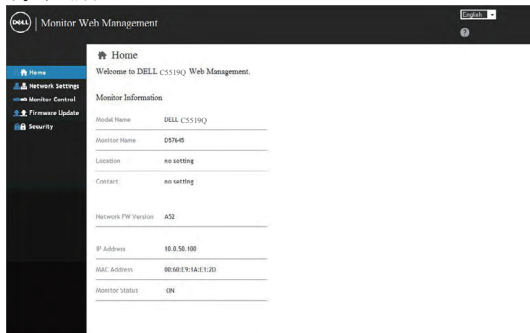 DELL | Monitor Web Management
English
?
Home
Network Settings
Monitor Control
Firmware Update
Security
Home
Welcome to DELL C5519Q Web Management.
Monitor Information
Model Name DELL C5519Q
Monitor Name D57645
Location no setting
Contact: no setting
Network FW Version A52
IP Address 10.0.50.100
MAC Address 00:60:E9:1A:E1:2D
Monitor Status ON